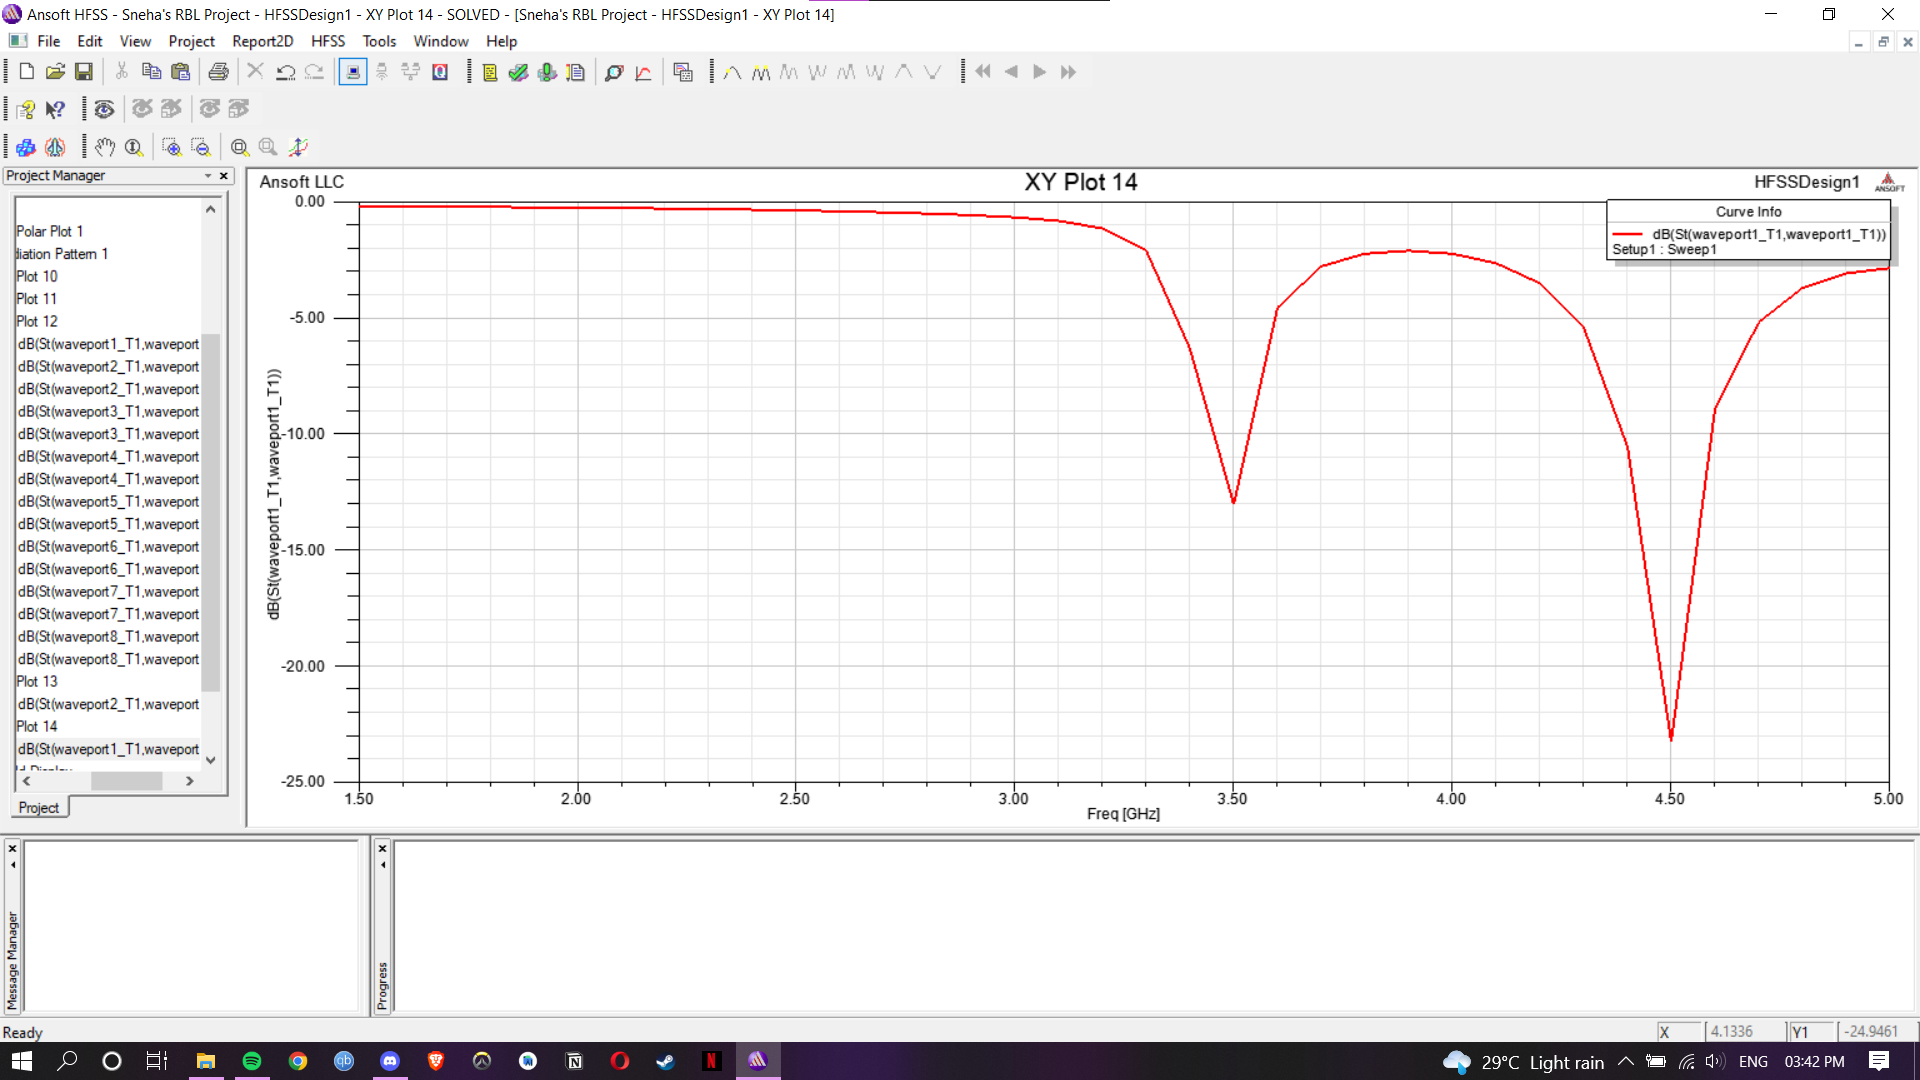 Ansoft HFSS - Sneha's RBL Project - HFSSDesign1 - XY Plot 14 - SOLVED - [Sneha's RBL Project - HFSSDesign1 - XY Plot 14]
File Edit View Project Report2D HFSS Tools Window Help
Project Manager
Polar Plot 1
diation Pattern 1
Plot 10
Plot 11
Plot 12
dB(St(waveport1_T1,waveport
dB(St(waveport2_T1,waveport
dB(St(waveport2_T1,waveport
dB(St(waveport3_T1,waveport
dB(St(waveport3_T1,waveport
dB(St(waveport4_T1,waveport
dB(St(waveport4_T1,waveport
dB(St(waveport5_T1,waveport
dB(St(waveport5_T1,waveport
dB(St(waveport6_T1,waveport
dB(St(waveport6_T1,waveport
dB(St(waveport7_T1,waveport
dB(St(waveport7_T1,waveport
dB(St(waveport8_T1,waveport
dB(St(waveport8_T1,waveport
Plot 13
dB(St(waveport2_T1,waveport
Plot 14
dB(St(waveport1_T1,waveport
Project
Ansoft LLC
XY Plot 14
HFSSDesign1
ANSOFT
Curve Info
dB(St(waveport1_T1,waveport1_T1))
Setup1 : Sweep1
dB(St(waveport1_T1,waveport1_T1))
0.00
-5.00
-10.00
-15.00
-20.00
-25.00
1.50 2.00 2.50 3.00 3.50 4.00 4.50 5.00
Freq [GHz]
Message Manager
Progress
Ready
X 4.1336 Y1 -24.9461
29°C Light rain ENG 03:42 PM